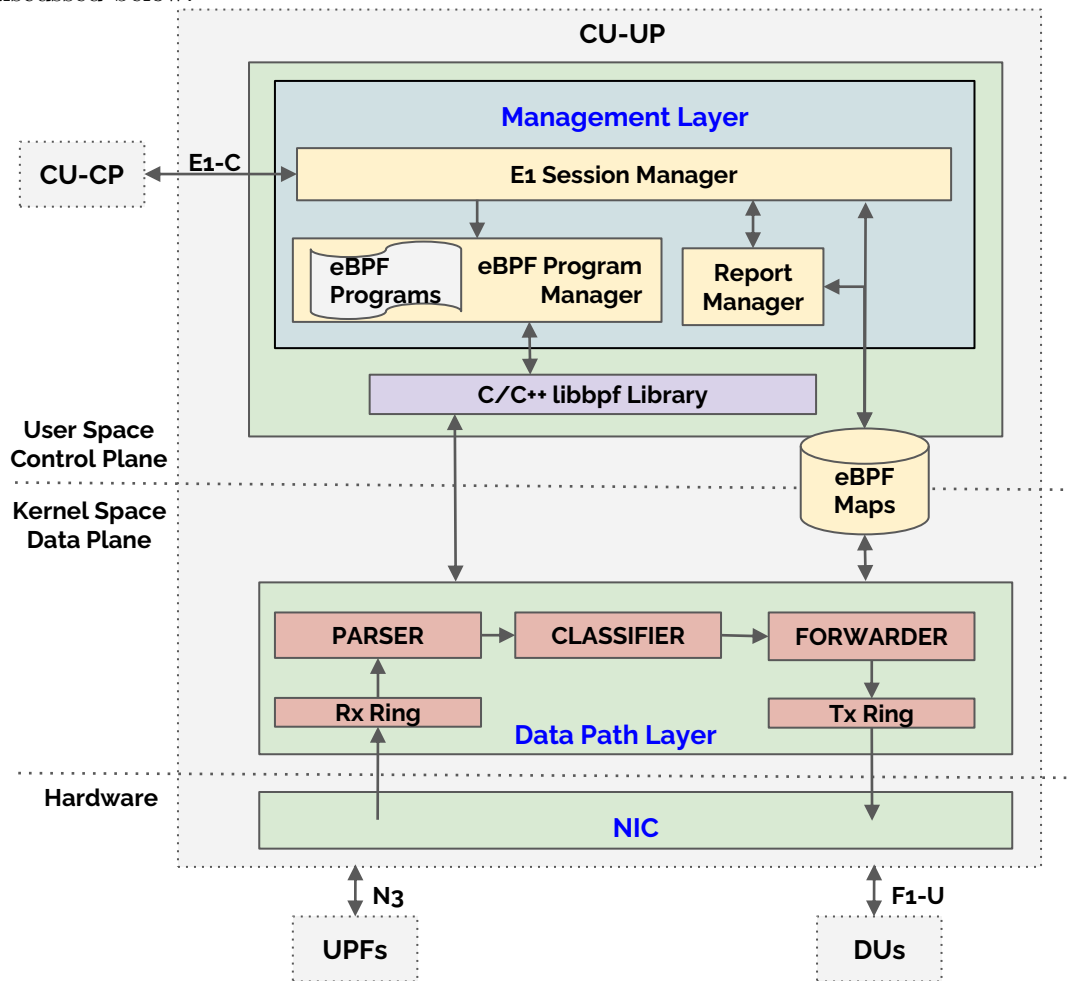 discussed below.
CU-UP
Management Layer
CU-CP
E1-C
E1 Session Manager
eBPF
Programs
eBPF Program
Manager
Report
Manager
C/C++ libbpf Library
User Space
Control Plane
eBPF
Maps
Kernel Space
Data Plane
PARSER
CLASSIFIER
FORWARDER
Rx Ring
Tx Ring
Data Path Layer
Hardware
NIC
N3
F1-U
UPFs
DUs